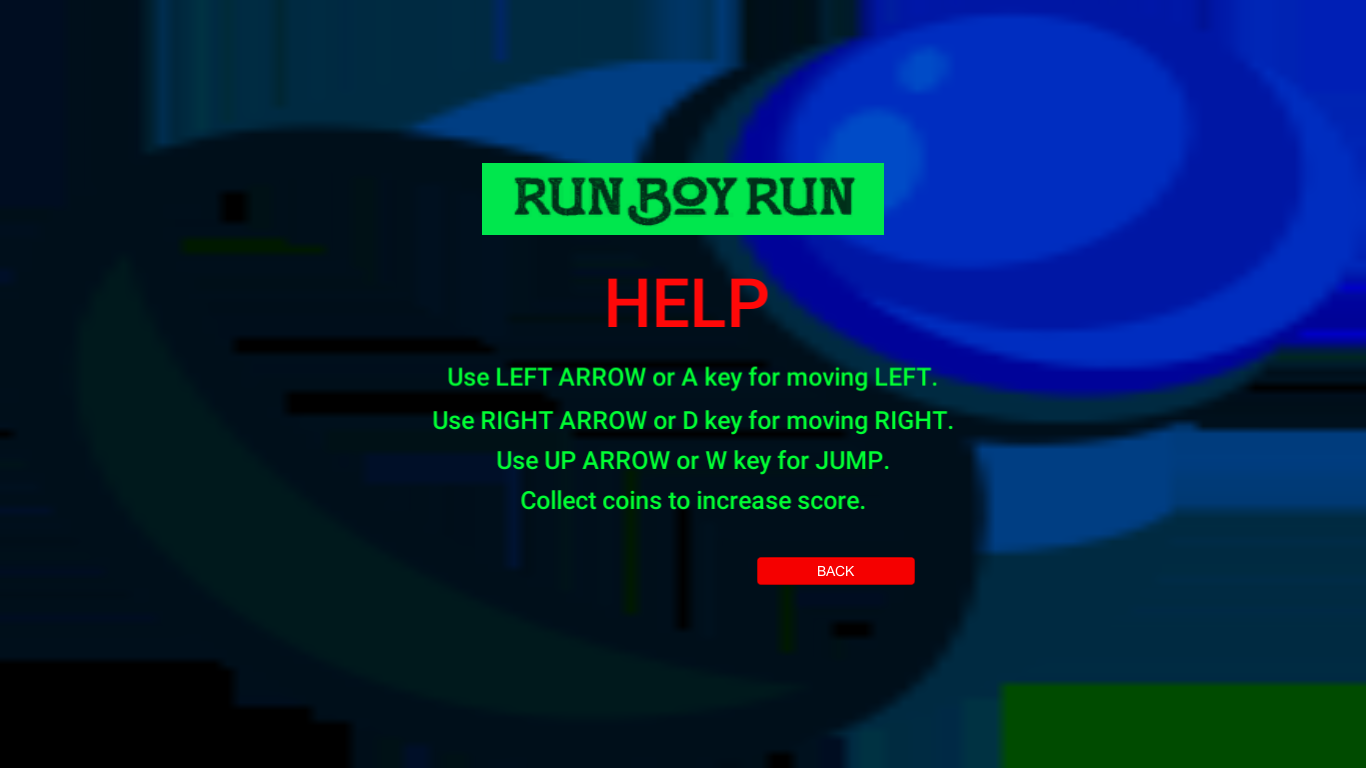 RUN BOY RUN
HELP
Use LEFT ARROW or A key for moving LEFT.
Use RIGHT ARROW or D key for moving RIGHT.
Use UP ARROW or W key for JUMP.
Collect coins to increase score.
BACK